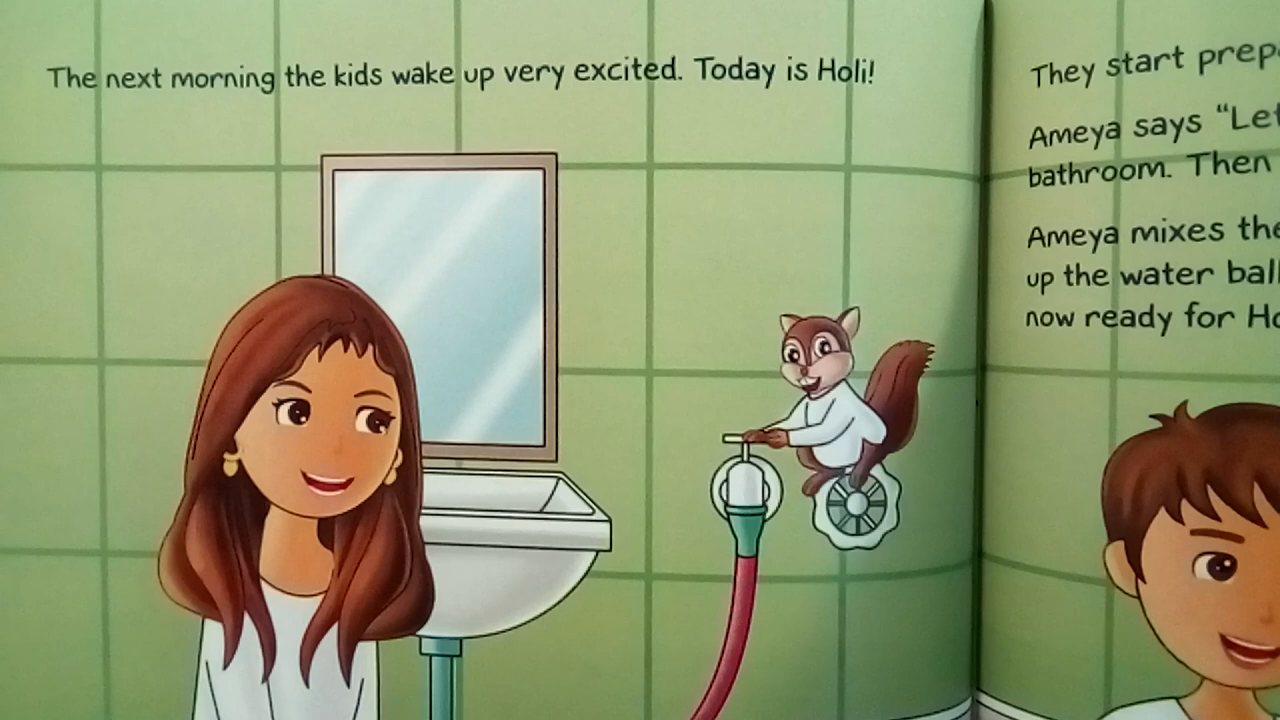 The next morning the kids wake up very excited. Today is Holi!
They start
Ameya says
bathroom. Then
Ameya mixes the
up the water
now ready for